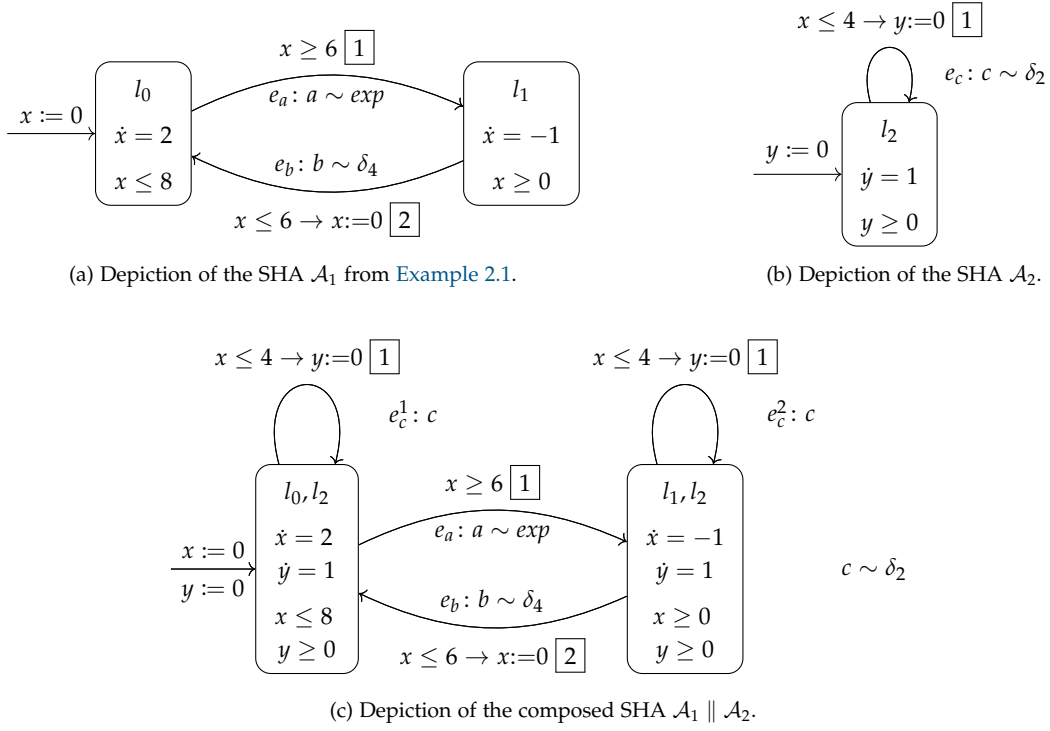 x ≥ 6 1
x := 0
l₀
ẋ = 2
x ≤ 8
eₐ: a ∼ exp
e_b: b ∼ δ₄
x ≤ 6 → x:=0 2
l₁
ẋ = −1
x ≥ 0
(a) Depiction of the SHA 𝒜₁ from Example 2.1.
x ≤ 4 → y:=0 1
e_c: c ∼ δ₂
y := 0
l₂
ẏ = 1
y ≥ 0
(b) Depiction of the SHA 𝒜₂.
x ≤ 4 → y:=0 1
e_c^1: c
x ≤ 4 → y:=0 1
e_c^2: c
x := 0
y := 0
l₀, l₂
ẋ = 2
ẏ = 1
x ≤ 8
y ≥ 0
x ≥ 6 1
eₐ: a ∼ exp
e_b: b ∼ δ₄
x ≤ 6 → x:=0 2
l₁, l₂
ẋ = −1
ẏ = 1
x ≥ 0
y ≥ 0
c ∼ δ₂
(c) Depiction of the composed SHA 𝒜₁ ∥ 𝒜₂.